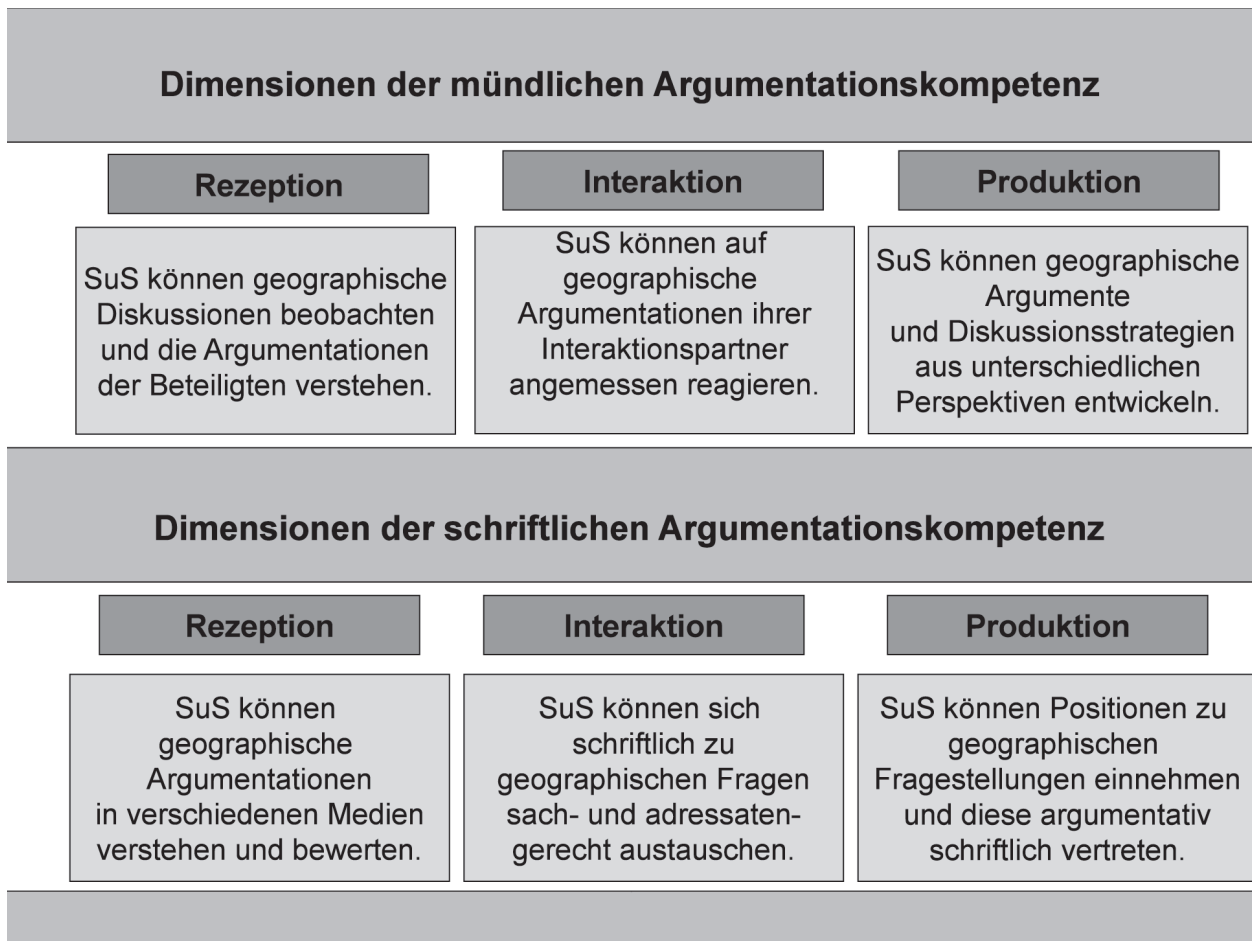 Dimensionen der mündlichen Argumentationskompetenz
Rezeption
SuS können geographische
Diskussionen beobachten
und die Argumentationen
der Beteiligten verstehen.
Interaktion
SuS können auf
geographische
Argumentationen ihrer
Interaktionspartner
angemessen reagieren.
Produktion
SuS können geographische
Argumente
und Diskussionsstrategien
aus unterschiedlichen
Perspektiven entwickeln.
Dimensionen der schriftlichen Argumentationskompetenz
Rezeption
SuS können
geographische
Argumentationen
in verschiedenen Medien
verstehen und bewerten.
Interaktion
SuS können sich
schriftlich zu
geographischen Fragen
sach- und adressaten-
gerecht austauschen.
Produktion
SuS können Positionen zu
geographischen
Fragestellungen einnehmen
und diese argumentativ
schriftlich vertreten.